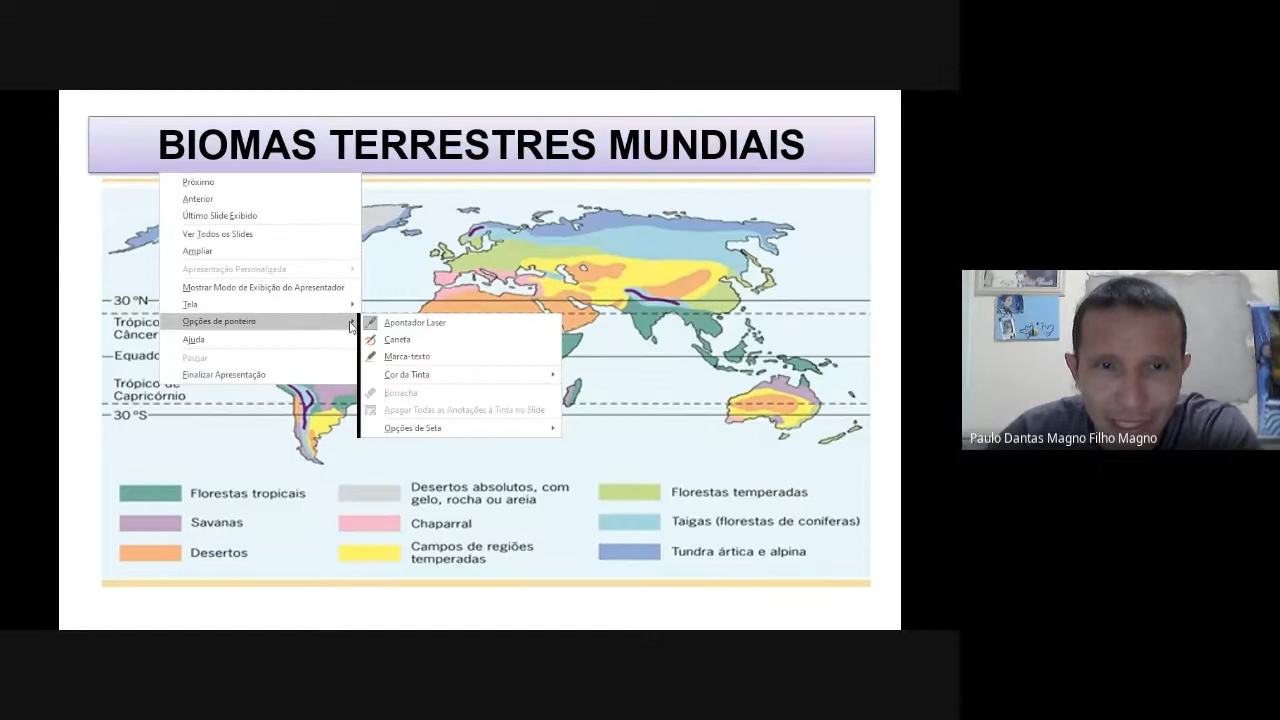 BIOMAS TERRESTRES MUNDIAIS
Próximo
Anterior
Último Slide Exibido
Ver Todos os Slides
Ampliar
Apresentação Personalizada
Mostrar Modo de Exibição do Apresentador
Tela
Opções de ponteiro
Ajuda
Pausar
Finalizar Apresentação
Apontador Laser
Caneta
Marca-texto
Cor da Tinta
Borracha
Apagar Todas as Anotações à Tinta no Slide
Opções de Seta
30 ºN
Trópico
Câncer
Equador
Trópico de
Capricórnio
30 ºS
Florestas tropicais
Savanas
Desertos
Desertos absolutos, com
gelo, rocha ou areia
Chaparral
Campos de regiões
temperadas
Florestas temperadas
Taigas (florestas de coníferas)
Tundra ártica e alpina
Paulo Dantas Magno Filho Magno